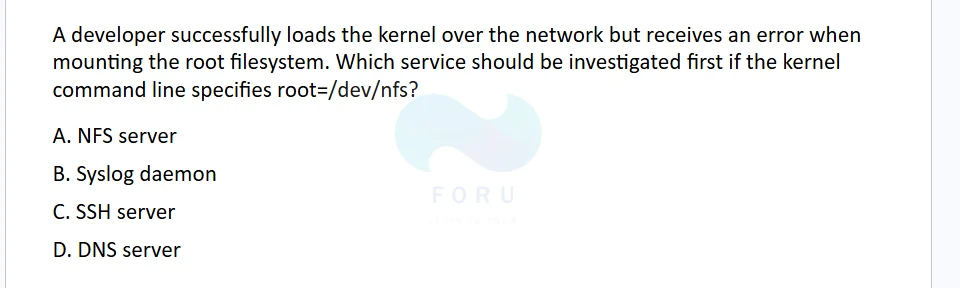 A developer successfully loads the kernel over the network but receives an error when
mounting the root filesystem. Which service should be investigated first if the kernel
command line specifies root=/dev/nfs?
A. NFS server
B. Syslog daemon
FORU
C. SSH server
D. DNS server